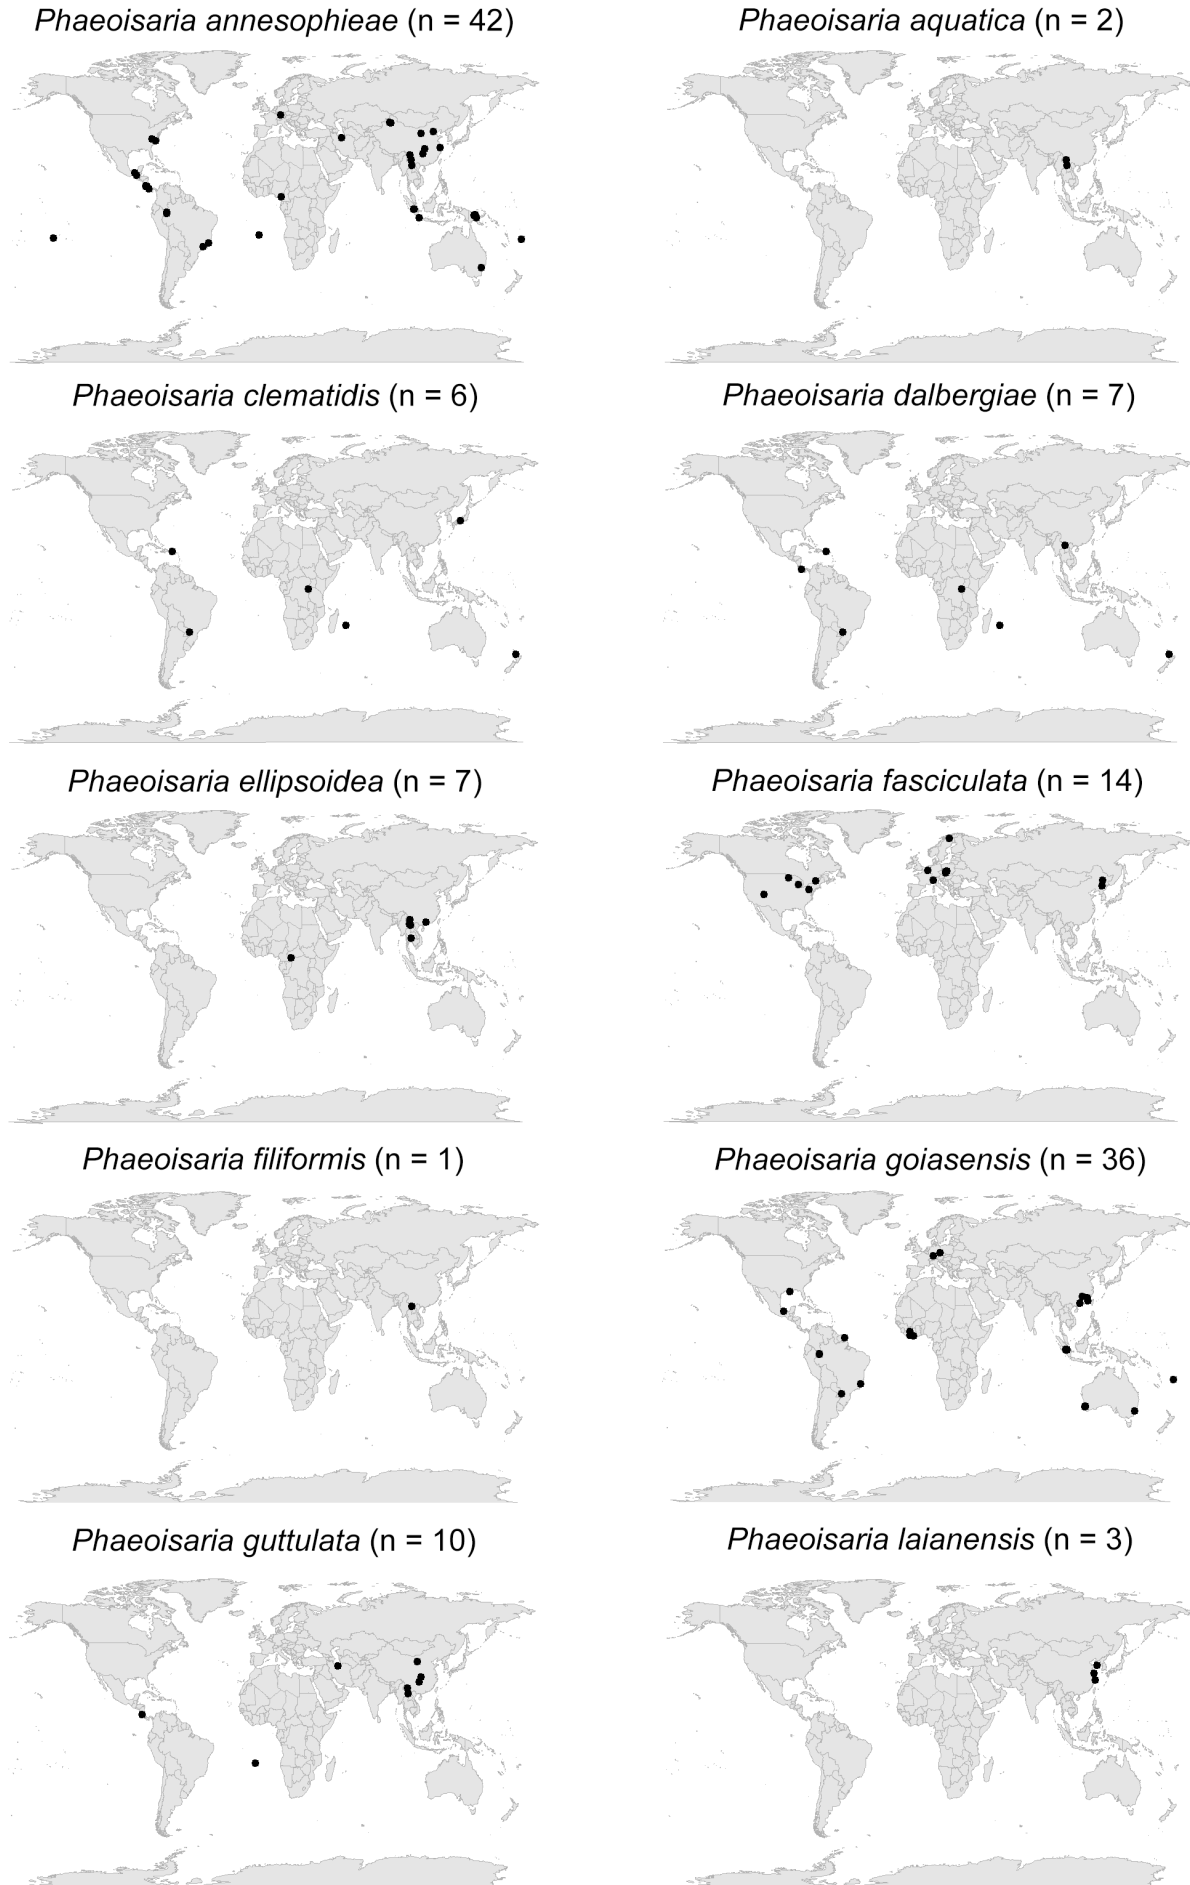 Phaeoisaria annesophieae (n = 42)
Phaeoisaria aquatica (n = 2)
Phaeoisaria clematidis (n = 6)
Phaeoisaria dalbergiae (n = 7)
Phaeoisaria ellipsoidea (n = 7)
Phaeoisaria fasciculata (n = 14)
Phaeoisaria filiformis (n = 1)
Phaeoisaria goiasensis (n = 36)
Phaeoisaria guttulata (n = 10)
Phaeoisaria laianensis (n = 3)